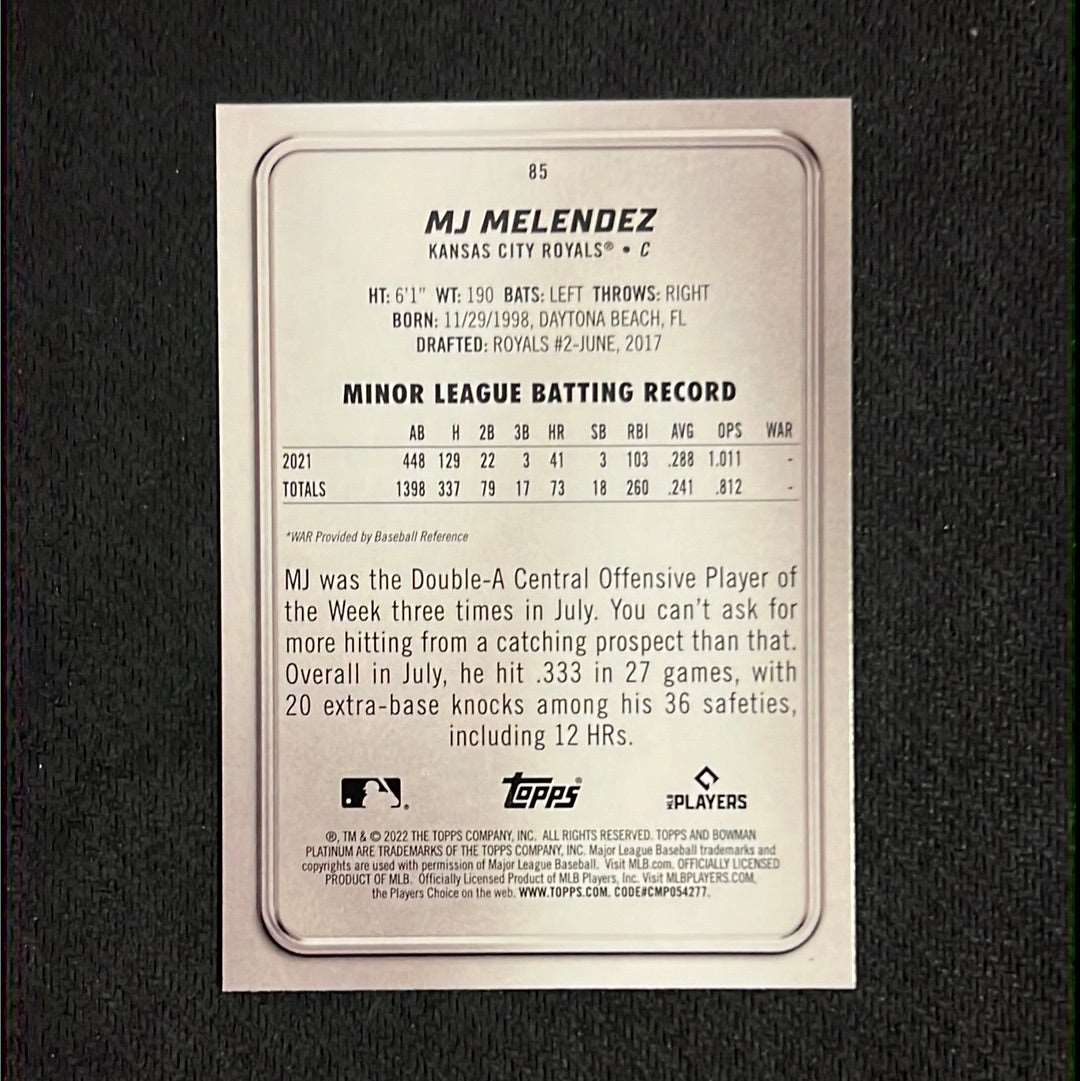 85
MJ MELENDEZ
KANSAS CITY ROYALS® • C
HT: 6'1" WT: 190 BATS: LEFT THROWS: RIGHT
BORN: 11/29/1998, DAYTONA BEACH, FL
DRAFTED: ROYALS #2-JUNE, 2017
MINOR LEAGUE BATTING RECORD
AB H 2B 3B HR SB RBI AVG OPS WAR
2021 448 129 22 3 41 3 103 .288 1.011 -
TOTALS 1398 337 79 17 73 18 260 .241 .812 -
*WAR Provided by Baseball Reference
MJ was the Double-A Central Offensive Player of
the Week three times in July. You can't ask for
more hitting from a catching prospect than that.
Overall in July, he hit .333 in 27 games, with
20 extra-base knocks among his 36 safeties,
including 12 HRs.
® Topps® MLB PLAYERS
®, TM & © 2022 THE TOPPS COMPANY, INC. ALL RIGHTS RESERVED. TOPPS AND BOWMAN
PLATINUM ARE TRADEMARKS OF THE TOPPS COMPANY, INC. Major League Baseball trademarks and
copyrights are used with permission of Major League Baseball. Visit MLB.com. OFFICIALLY LICENSED
PRODUCT OF MLB. Officially Licensed Product of MLB Players, Inc. Visit MLBPLAYERS.COM,
the Players Choice on the web. WWW.TOPPS.COM. CODE#CMP054277.